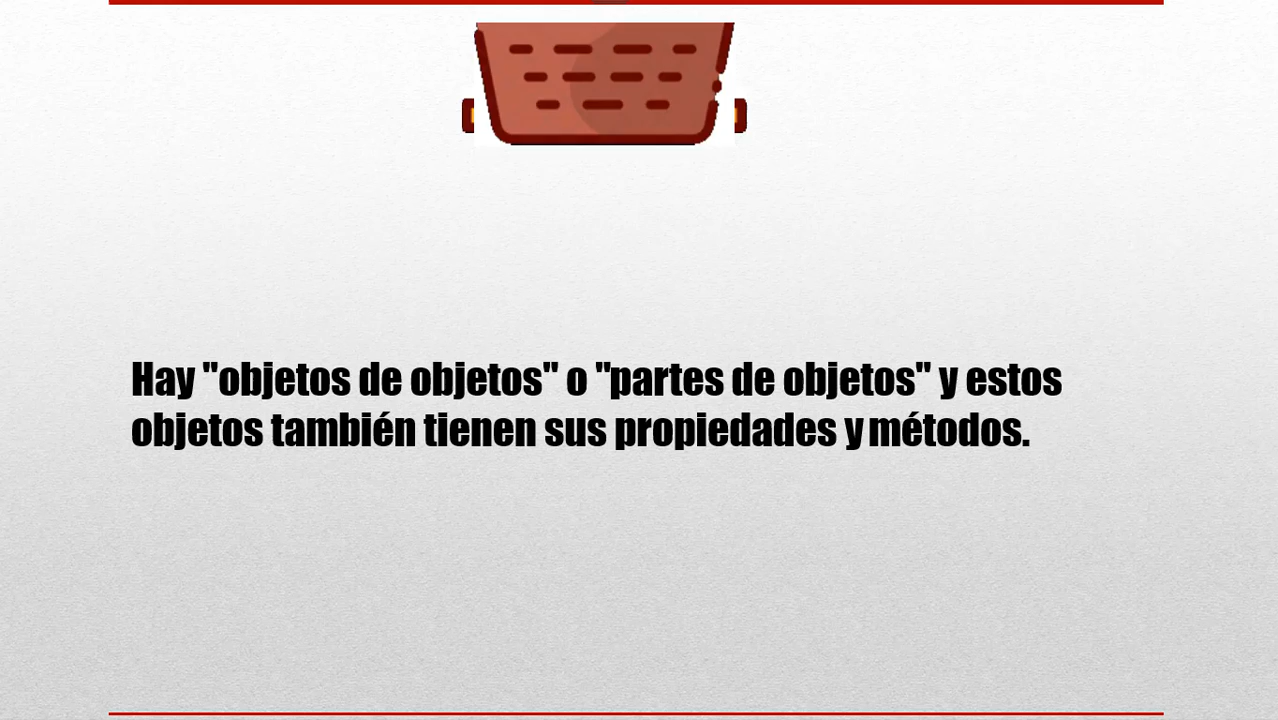 Hay "objetos de objetos" o "partes de objetos" y estos
objetos también tienen sus propiedades y métodos.